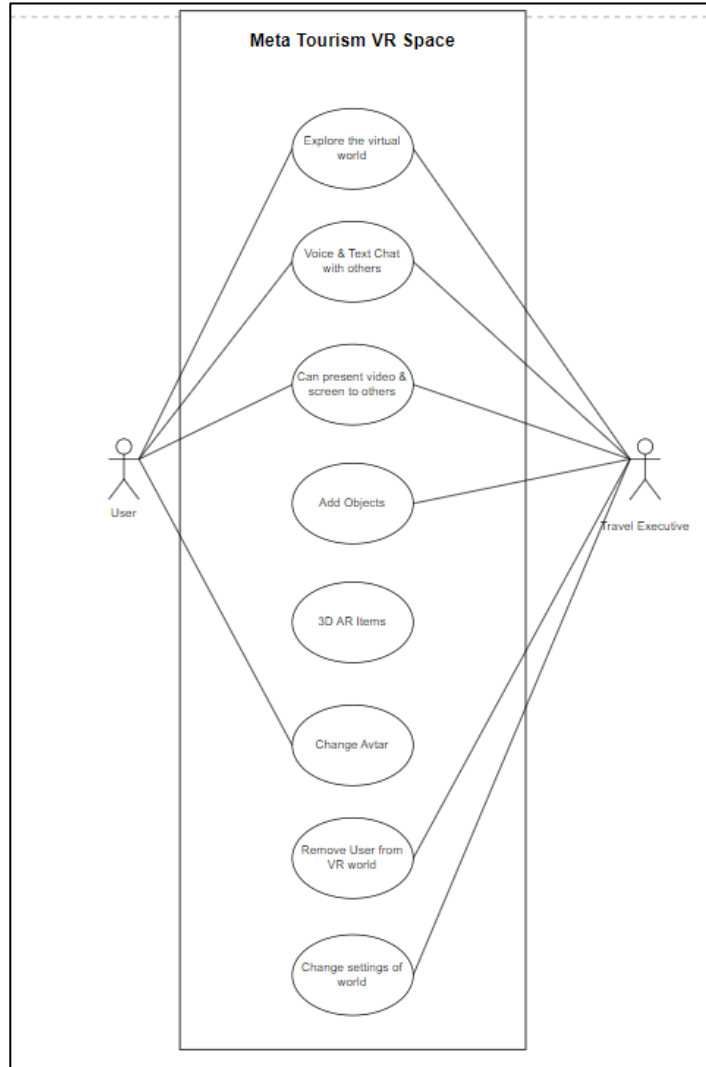 Meta Tourism VR Space
Explore the virtual
world
Voice & Text Chat
with others
Can present video &
screen to others
Add Objects
User
Travel Executive
3D AR Items
Change Avtar
Remove User from
VR world
Change settings of
world